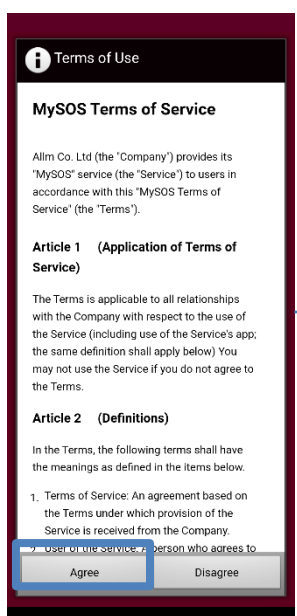 Terms of Use
MySOS Terms of Service
Allm Co. Ltd (the "Company") provides its
"MySOS" service (the "Service") to users in
accordance with this "MySOS Terms of
Service" (the "Terms").
Article 1 (Application of Terms of
Service)
The Terms is applicable to all relationships
with the Company with respect to the use of
the Service (including use of the Service's app;
the same definition shall apply below) You
may not use the Service if you do not agree to
the Terms.
Article 2 (Definitions)
In the Terms, the following terms shall have
the meanings as defined in the items below.
1. Terms of Service: An agreement based on
the Terms under which provision of the
Service is received from the Company.
2. User of the Service: A person who agrees to
Agree Disagree